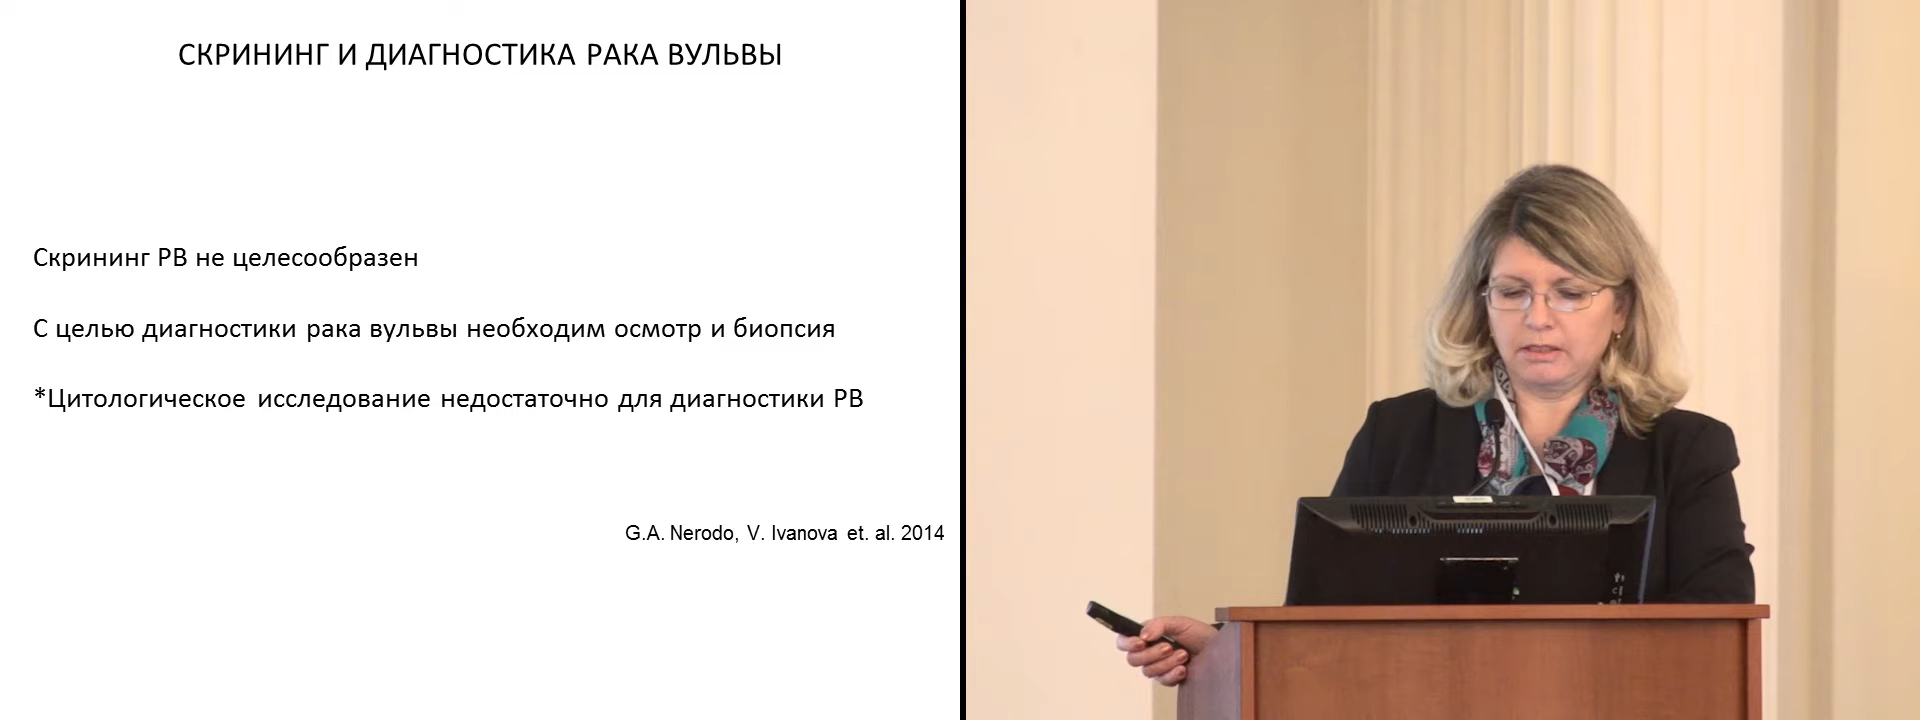 СКРИНИНГ И ДИАГНОСТИКА РАКА ВУЛЬВЫ
Скрининг РВ не целесообразен
С целью диагностики рака вульвы необходим осмотр и биопсия
*Цитологическое исследование недостаточно для диагностики РВ
G.A. Nerodo, V. Ivanova et. al. 2014